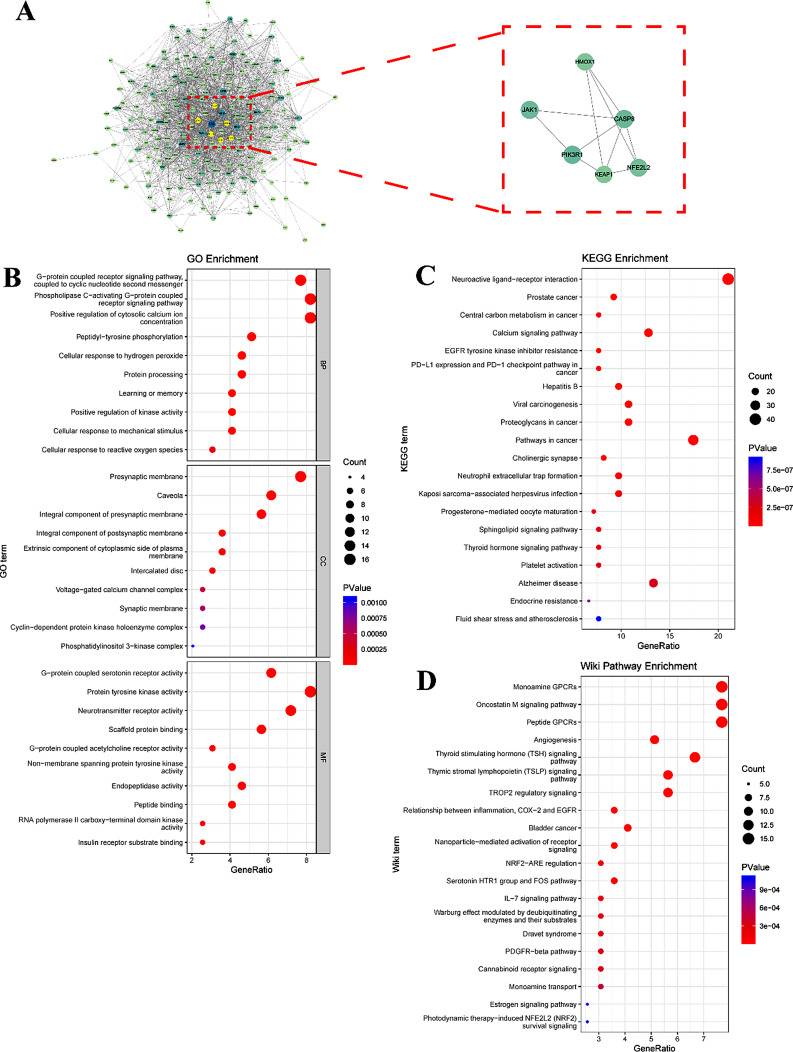 A
HMOX1
JAK1
CASP8
PIK3R1
KEAP1
NFE2L2
B
GO Enrichment
G−protein coupled receptor signaling pathway,
coupled to cyclic nucleotide second messenger
Phospholipase C−activating G−protein coupled
receptor signaling pathway
Positive regulation of cytosolic calcium ion
concentration
Peptidyl−tyrosine phosphorylation
Cellular response to hydrogen peroxide
Protein processing
Learning or memory
Positive regulation of kinase activity
Cellular response to mechanical stimulus
Cellular response to reactive oxygen species
BP
Presynaptic membrane
Caveola
Integral component of presynaptic membrane
Integral component of postsynaptic membrane
Extrinsic component of cytoplasmic side of plasma
membrane
Intercalated disc
Voltage−gated calcium channel complex
Synaptic membrane
Cyclin−dependent protein kinase holoenzyme complex
Phosphatidylinositol 3−kinase complex
CC
G−protein coupled serotonin receptor activity
Protein tyrosine kinase activity
Neurotransmitter receptor activity
Scaffold protein binding
G−protein coupled acetylcholine receptor activity
Non−membrane spanning protein tyrosine kinase
activity
Endopeptidase activity
Peptide binding
RNA polymerase II carboxy−terminal domain kinase
activity
Insulin receptor substrate binding
MF
GO term
2 4 6 8
GeneRatio
Count
4
6
8
10
12
14
16
PValue
0.00100
0.00075
0.00050
0.00025
C
KEGG Enrichment
Neuroactive ligand−receptor interaction
Prostate cancer
Central carbon metabolism in cancer
Calcium signaling pathway
EGFR tyrosine kinase inhibitor resistance
PD−L1 expression and PD−1 checkpoint pathway in
cancer
Hepatitis B
Viral carcinogenesis
Proteoglycans in cancer
Pathways in cancer
Cholinergic synapse
Neutrophil extracellular trap formation
Kaposi sarcoma−associated herpesvirus infection
Progesterone−mediated oocyte maturation
Sphingolipid signaling pathway
Thyroid hormone signaling pathway
Platelet activation
Alzheimer disease
Endocrine resistance
Fluid shear stress and atherosclerosis
KEGG term
10 15 20
GeneRatio
Count
20
30
40
PValue
7.5e−07
5.0e−07
2.5e−07
D
Wiki Pathway Enrichment
Monoamine GPCRs
Oncostatin M signaling pathway
Peptide GPCRs
Angiogenesis
Thyroid stimulating hormone (TSH) signaling
pathway
Thymic stromal lymphopoietin (TSLP) signaling
pathway
TROP2 regulatory signaling
Relationship between inflammation, COX−2 and EGFR
Bladder cancer
Nanoparticle−mediated activation of receptor
signaling
NRF2−ARE regulation
Serotonin HTR1 group and FOS pathway
IL−7 signaling pathway
Warburg effect modulated by deubiquitinating
enzymes and their substrates
Dravet syndrome
PDGFR−beta pathway
Cannabinoid receptor signaling
Monoamine transport
Estrogen signaling pathway
Photodynamic therapy−induced NFE2L2 (NRF2)
survival signaling
Wiki term
3 4 5 6 7
GeneRatio
Count
5.0
7.5
10.0
12.5
15.0
PValue
9e−04
6e−04
3e−04